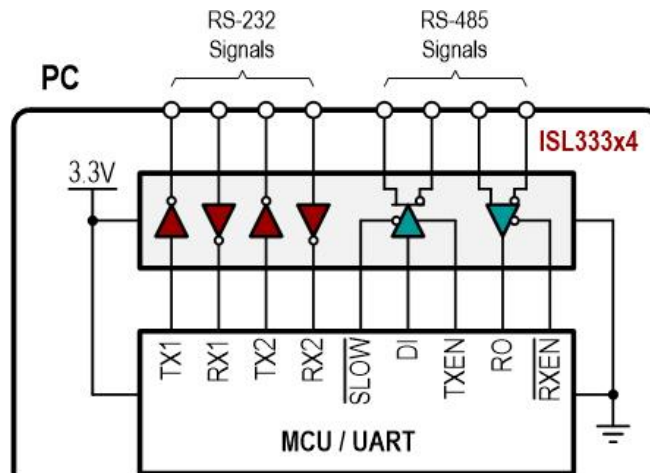 RS-232
Signals
RS-485
Signals
PC
ISL333x4
3.3V
TX1
RX1
TX2
RX2
SLOW
DI
TXEN
RO
RXEN
MCU / UART